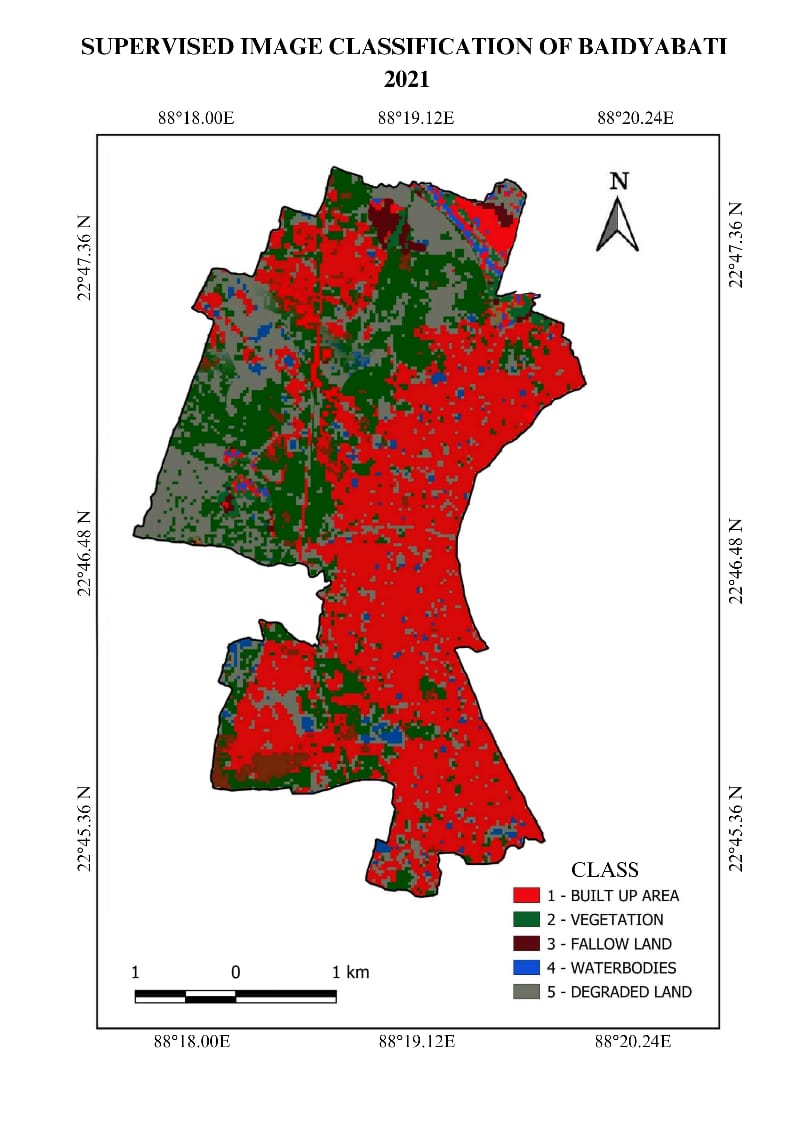 SUPERVISED IMAGE CLASSIFICATION OF BAIDYABATI
2021
88°18.00E 88°19.12E 88°20.24E
N
22°47.36 N
22°47.36 N
22°46.48 N
22°46.48 N
22°45.36 N
22°45.36 N
CLASS
1 - BUILT UP AREA
2 - VEGETATION
3 - FALLOW LAND
4 - WATERBODIES
5 - DEGRADED LAND
1 0 1 km
88°18.00E 88°19.12E 88°20.24E